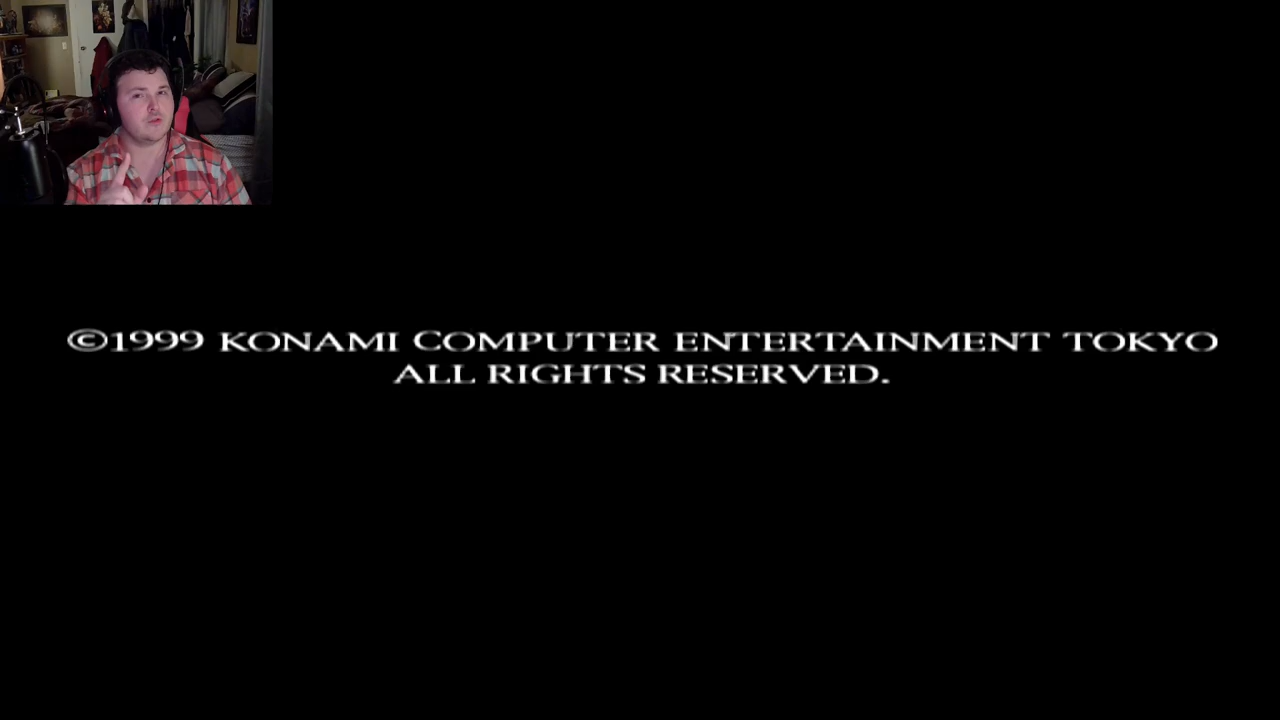 ©1999 KONAMI COMPUTER ENTERTAINMENT TOKYO
ALL RIGHTS RESERVED.